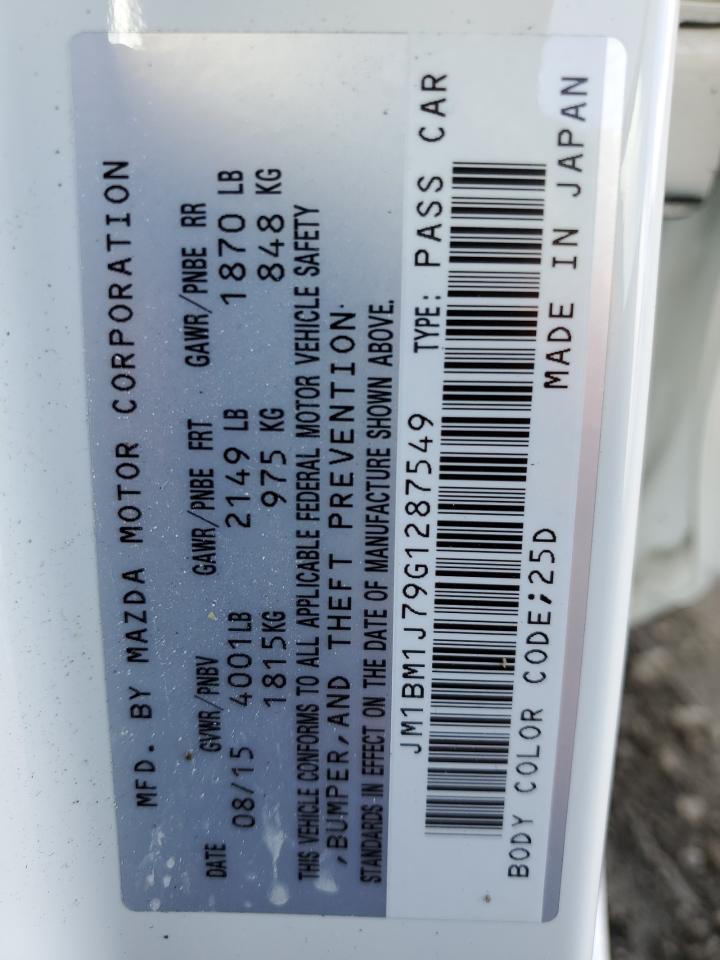 MFD. BY MAZDA MOTOR CORPORATION
DATE GVWR/PNBV GAWR/PNBE FRT GAWR/PNBE RR
08/15 4001LB 2149 LB 1870 LB
1815KG 975 KG 848 KG
THIS VEHICLE CONFORMS TO ALL APPLICABLE FEDERAL MOTOR VEHICLE SAFETY
,BUMPER,AND THEFT PREVENTION
STANDARDS IN EFFECT ON THE DATE OF MANUFACTURE SHOWN ABOVE.
JM1BM1J79G1287549 TYPE: PASS CAR
BODY COLOR CODE;25D MADE IN JAPAN